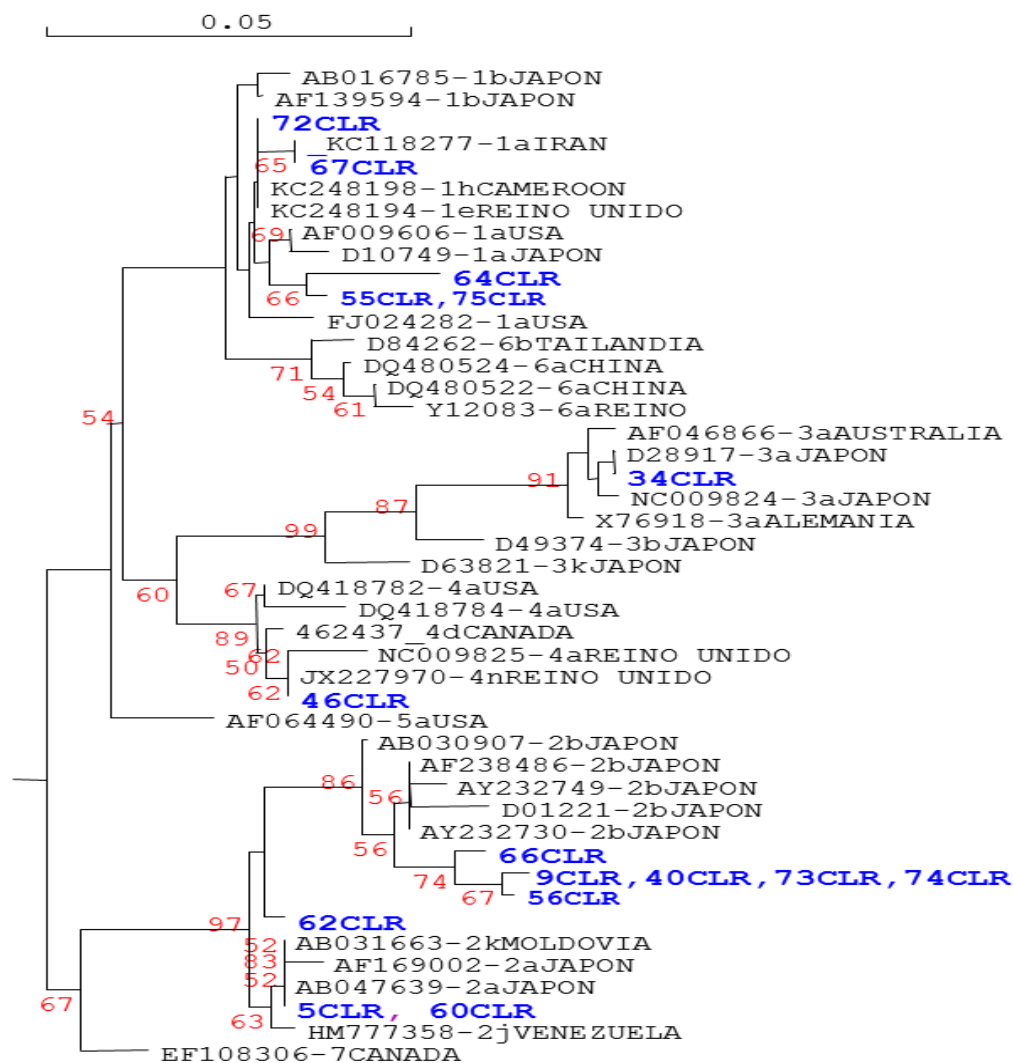 0.05
AB016785-1bJAPON
AF139594-1bJAPON
72CLR
_KC118277-1aIRAN
65 67CLR
KC248198-1hCAMEROON
KC248194-1eREINO UNIDO
69 AF009606-1aUSA
D10749-1aJAPON
64CLR
66 55CLR,75CLR
FJ024282-1aUSA
D84262-6bTAILANDIA
71 DQ480524-6aCHINA
54 DQ480522-6aCHINA
61 Y12083-6aREINO
54
AF046866-3aAUSTRALIA
D28917-3aJAPON
91 34CLR
NC009824-3aJAPON
87 X76918-3aALEMANIA
99 D49374-3bJAPON
D63821-3kJAPON
60 67 DQ418782-4aUSA
DQ418784-4aUSA
89 462437_4dCANADA
62 NC009825-4aREINO UNIDO
50 JX227970-4nREINO UNIDO
62 46CLR
AF064490-5aUSA
AB030907-2bJAPON
AF238486-2bJAPON
86 56 AY232749-2bJAPON
D01221-2bJAPON
AY232730-2bJAPON
56 66CLR
74 9CLR,40CLR,73CLR,74CLR
67 56CLR
97 62CLR
52 AB031663-2kMOLDOVIA
83 AF169002-2aJAPON
52 AB047639-2aJAPON
67 5CLR, 60CLR
63 HM777358-2jVENEZUELA
EF108306-7CANADA